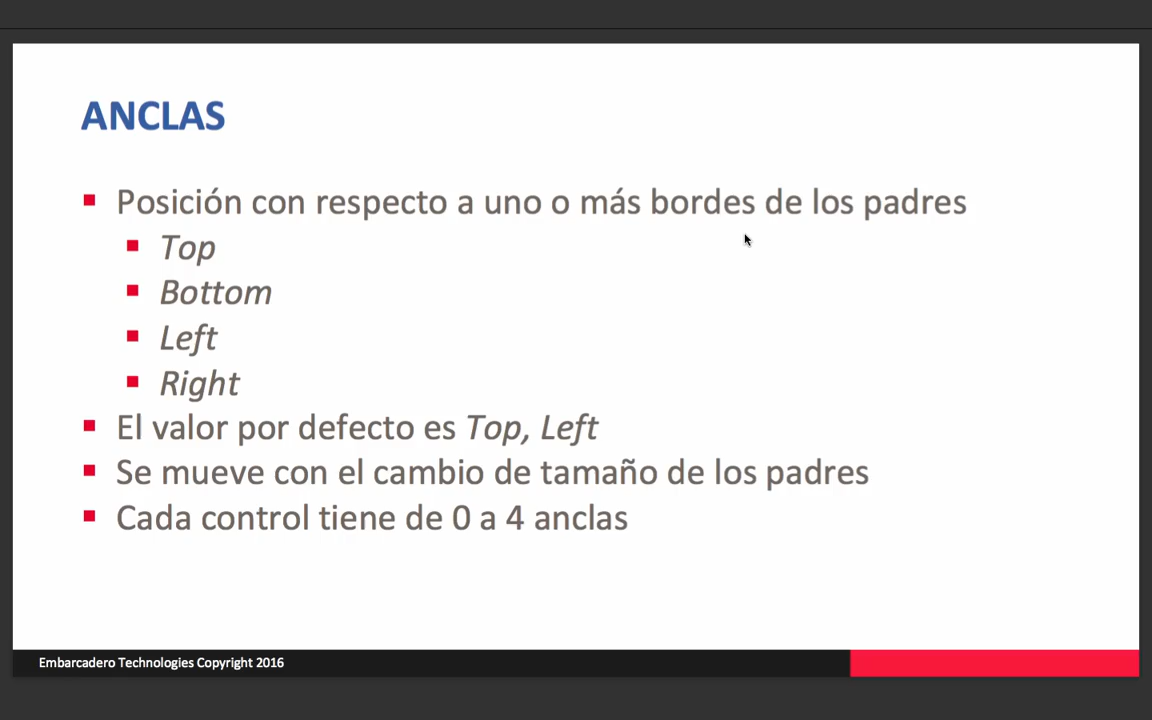 ANCLAS
Posición con respecto a uno o más bordes de los padres
Top
Bottom
Left
Right
El valor por defecto es Top, Left
Se mueve con el cambio de tamaño de los padres
Cada control tiene de 0 a 4 anclas
Embarcadero Technologies Copyright 2016